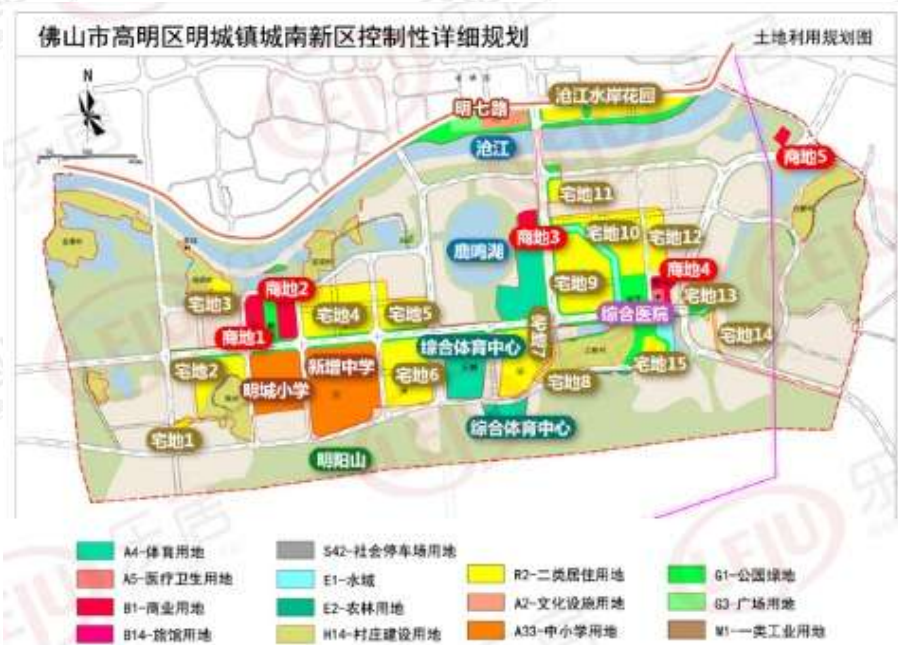 佛山市高明区明城镇城南新区控制性详细规划
土地利用规划图
N
沧江水岸花园
明七路
沧江
商地5
宅地11
商地3
宅地10
宅地12
鹿鸣湖
商地4
宅地9
宅地3
商地2
宅地13
宅地4
宅地5
综合医院
商地1
宅地14
综合体育中心
宅地7
新增中学
宅地2
宅地15
明城小学
宅地6
宅地8
宅地1
综合体育中心
明阳山
A4-体育用地
S42-社会停车场用地
A5-医疗卫生用地
E1-水域
R2-二类居住用地
G1-公园绿地
B1-商业用地
E2-农林用地
A2-文化设施用地
G3-广场用地
B14-旅馆用地
H14-村庄建设用地
A33-中小学用地
M1-一类工业用地
乐居
LEJU